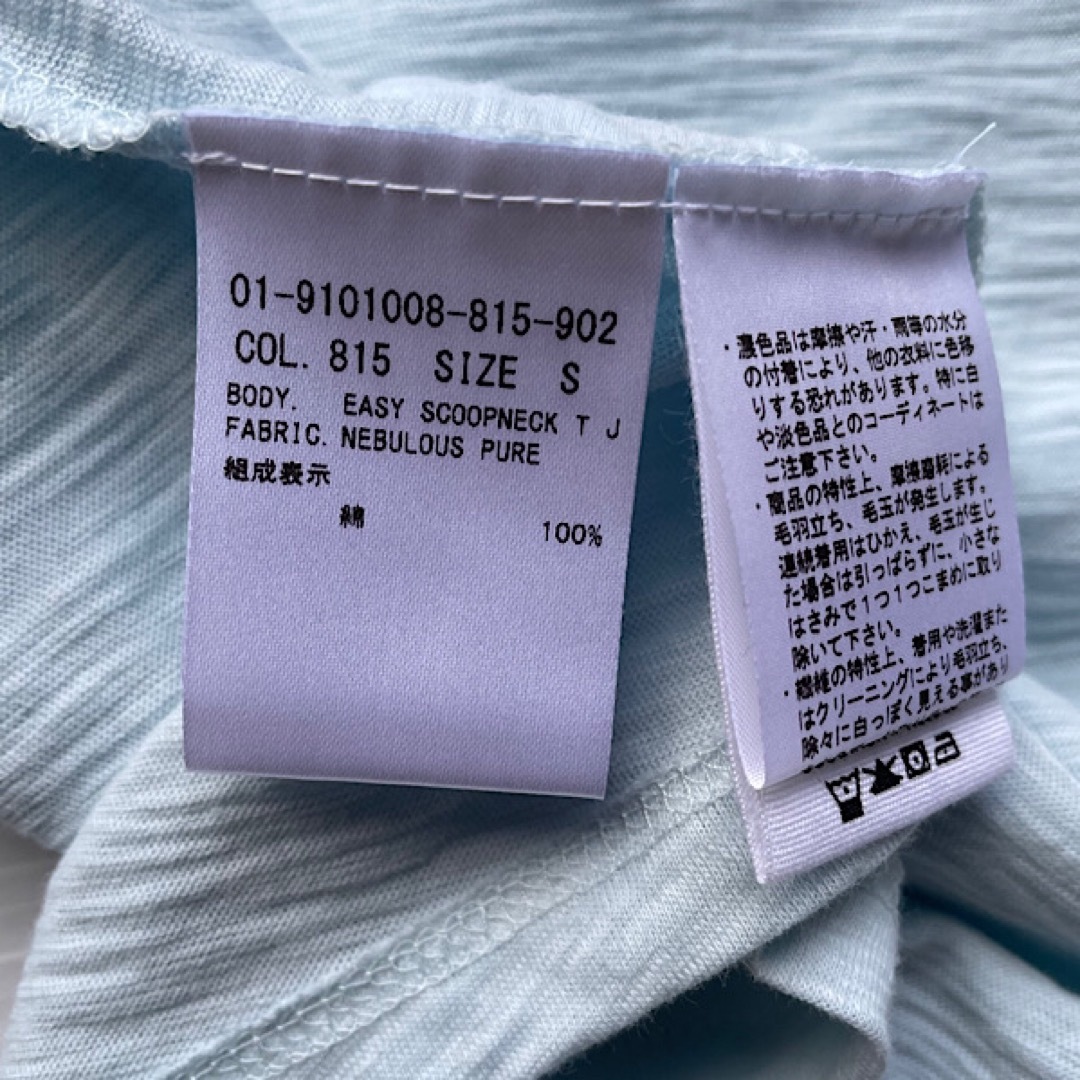 01-9101008-815-902
COL. 815 SIZE S
BODY. EASY SCOOPNECK T J
FABRIC. NEBULOUS PURE
組成表示
綿 100%
・濃色品は摩擦や汗・雨等の水分
の付着により、他の衣料に色移
りする恐れがあります。特に白
や淡色品とのコーディネートは
ご注意下さい。
・商品の特性上、摩擦磨耗による
毛羽立ち、毛玉が発生します。
連続着用はひかえ、毛玉が生じ
た場合は引っぱらずに、小さな
はさみで1つ1つこまめに取り
除いて下さい。
・繊維の特性上、着用や洗濯また
はクリーニングにより毛羽立ち、
除々に白っぽく見える事があり